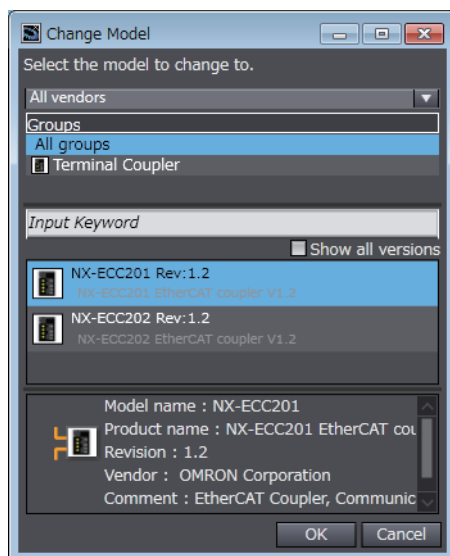 Change Model
Select the model to change to.
All vendors
Groups
All groups
Terminal Coupler
Input Keyword
Show all versions
NX-ECC201 Rev:1.2
NX-ECC201 EtherCAT coupler V1.2
NX-ECC202 Rev:1.2
NX-ECC202 EtherCAT coupler V1.2
Model name : NX-ECC201
Product name : NX-ECC201 EtherCAT cou
Revision : 1.2
Vendor : OMRON Corporation
Comment : EtherCAT Coupler, Communic
OK Cancel